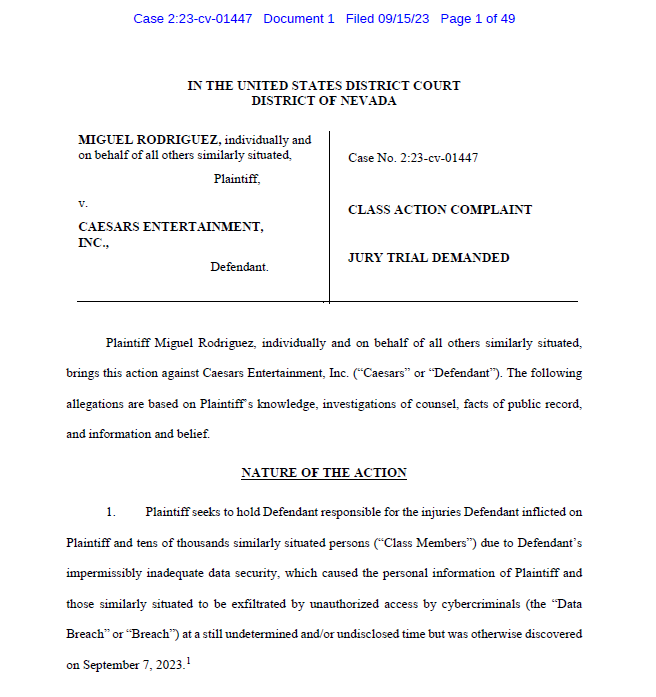 Case 2:23-cv-01447 Document 1 Filed 09/15/23 Page 1 of 49
IN THE UNITED STATES DISTRICT COURT
DISTRICT OF NEVADA
MIGUEL RODRIGUEZ, individually and
on behalf of all others similarly situated,
Plaintiff,
v.
CAESARS ENTERTAINMENT,
INC.,
Defendant.
Case No. 2:23-cv-01447
CLASS ACTION COMPLAINT
JURY TRIAL DEMANDED
Plaintiff Miguel Rodriguez, individually and on behalf of all others similarly situated,
brings this action against Caesars Entertainment, Inc. (“Caesars” or “Defendant”). The following
allegations are based on Plaintiff’s knowledge, investigations of counsel, facts of public record,
and information and belief.
NATURE OF THE ACTION
1. Plaintiff seeks to hold Defendant responsible for the injuries Defendant inflicted on
Plaintiff and tens of thousands similarly situated persons (“Class Members”) due to Defendant’s
impermissibly inadequate data security, which caused the personal information of Plaintiff and
those similarly situated to be exfiltrated by unauthorized access by cybercriminals (the “Data
Breach” or “Breach”) at a still undetermined and/or undisclosed time but was otherwise discovered
on September 7, 2023.1